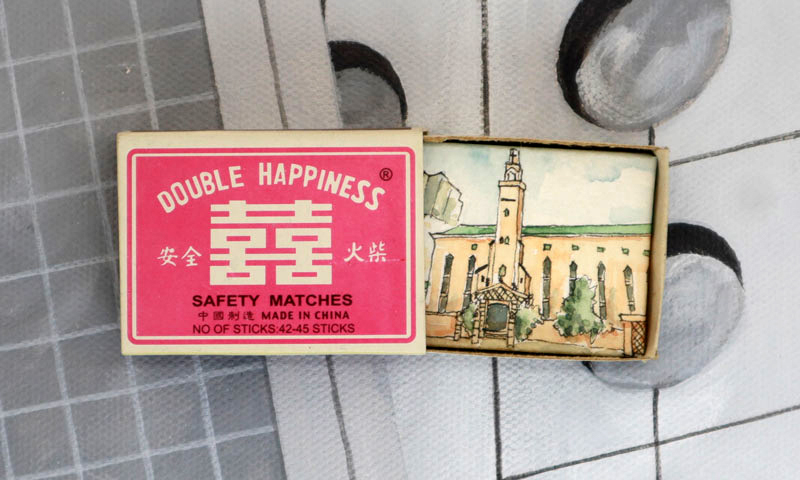 DOUBLE HAPPINESS ®
囍
安全 火柴
SAFETY MATCHES
中國制造 MADE IN CHINA
NO OF STICKS:42-45 STICKS